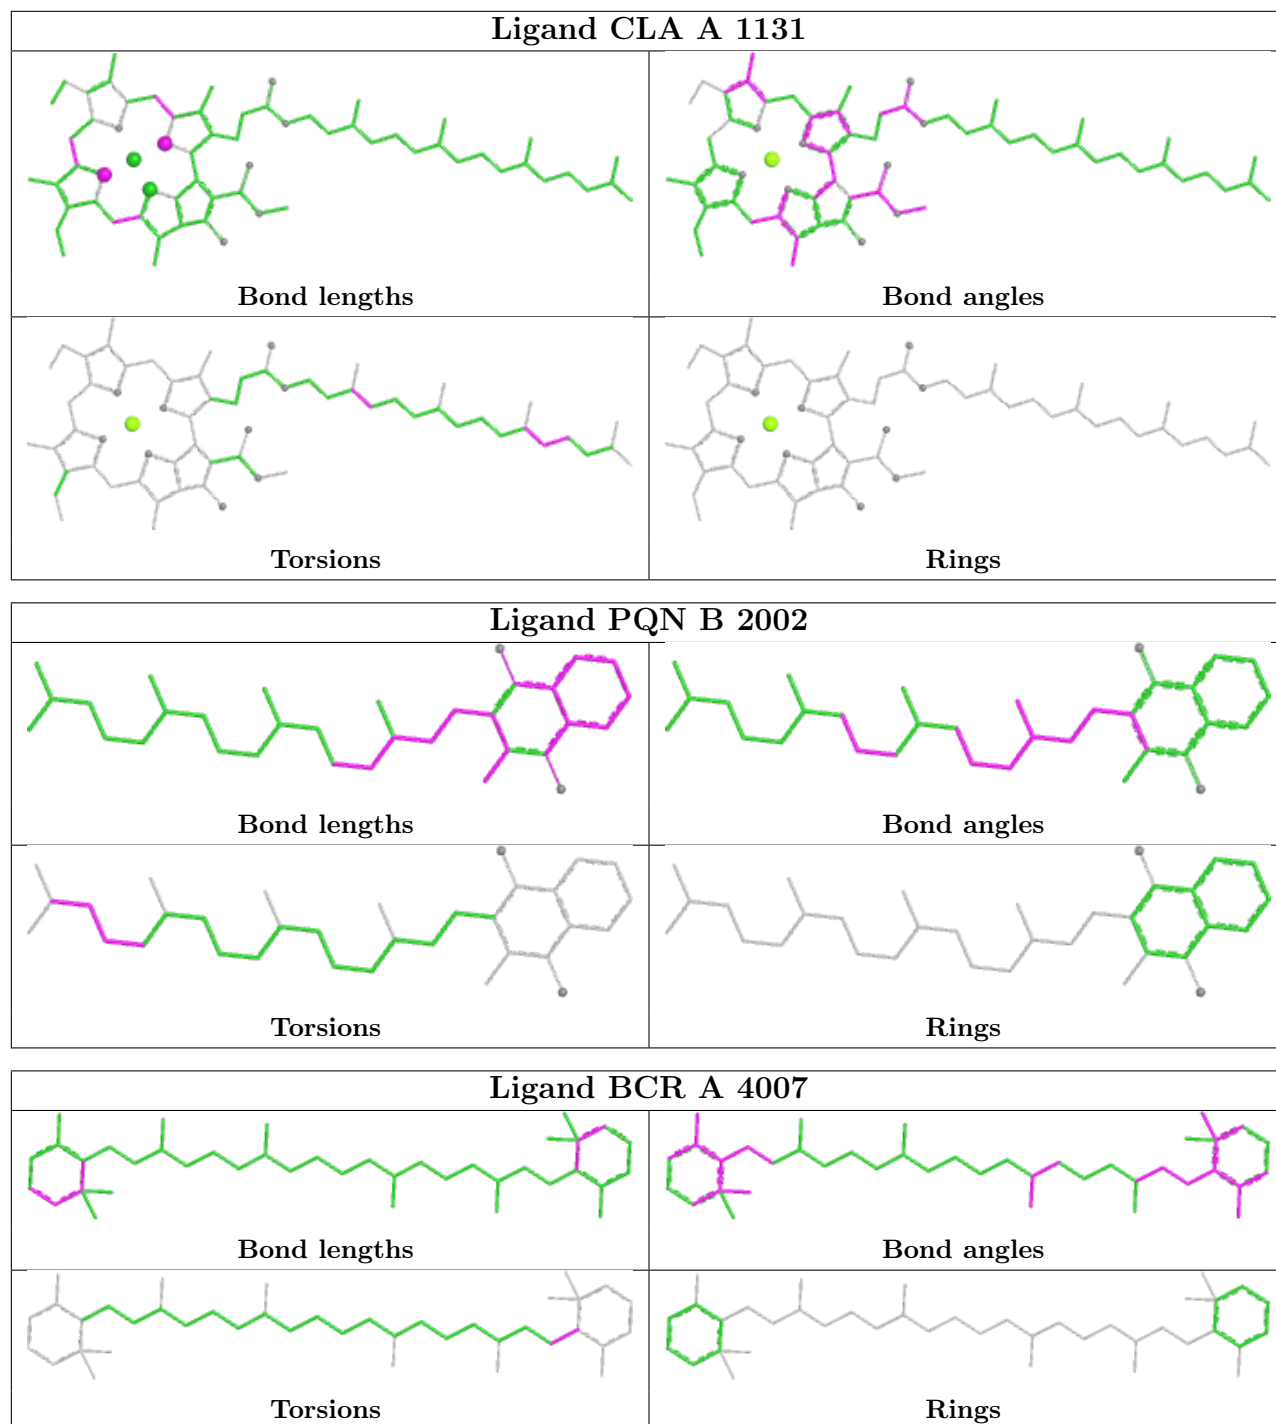 Ligand CLA A 1131
Bond lengths
Bond angles
Torsions
Rings
Ligand PQN B 2002
Bond lengths
Bond angles
Torsions
Rings
Ligand BCR A 4007
Bond lengths
Bond angles
Torsions
Rings